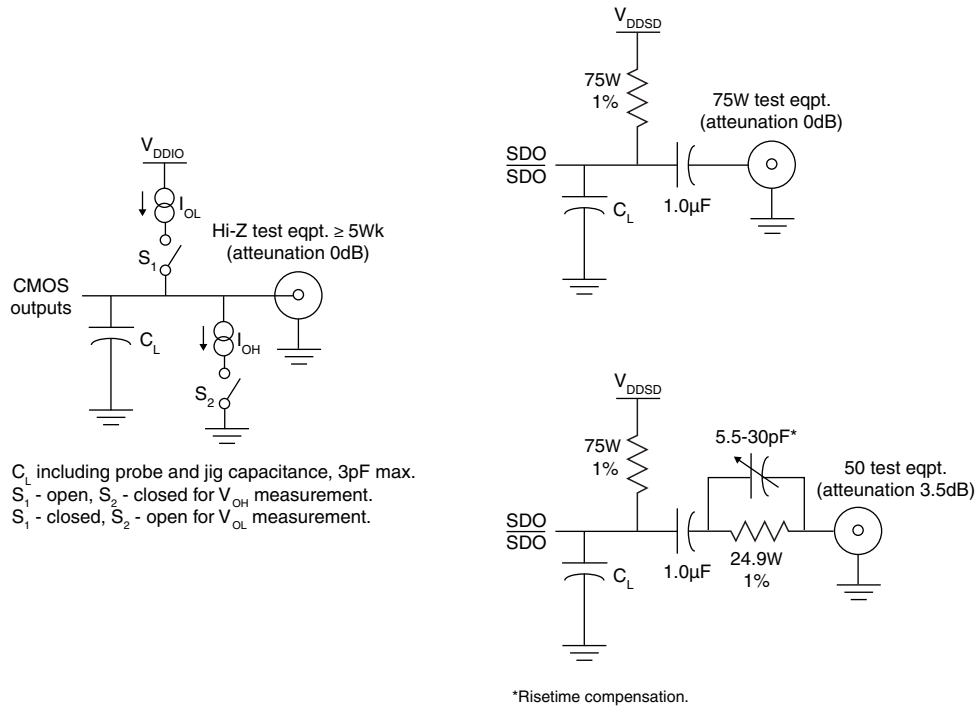 V_DDIO
I_OL
S_1
Hi-Z test eqpt. ≥ 5Wk
(atteunation 0dB)
CMOS
outputs
C_L
I_OH
S_2
C_L including probe and jig capacitance, 3pF max.
S_1 - open, S_2 - closed for V_OH measurement.
S_1 - closed, S_2 - open for V_OL measurement.
V_DDSD
75W
1%
75W test eqpt.
(atteunation 0dB)
SDO
SDO
C_L
1.0µF
V_DDSD
75W
1%
5.5-30pF*
50 test eqpt.
(atteunation 3.5dB)
SDO
SDO
C_L
1.0µF
24.9W
1%
*Risetime compensation.